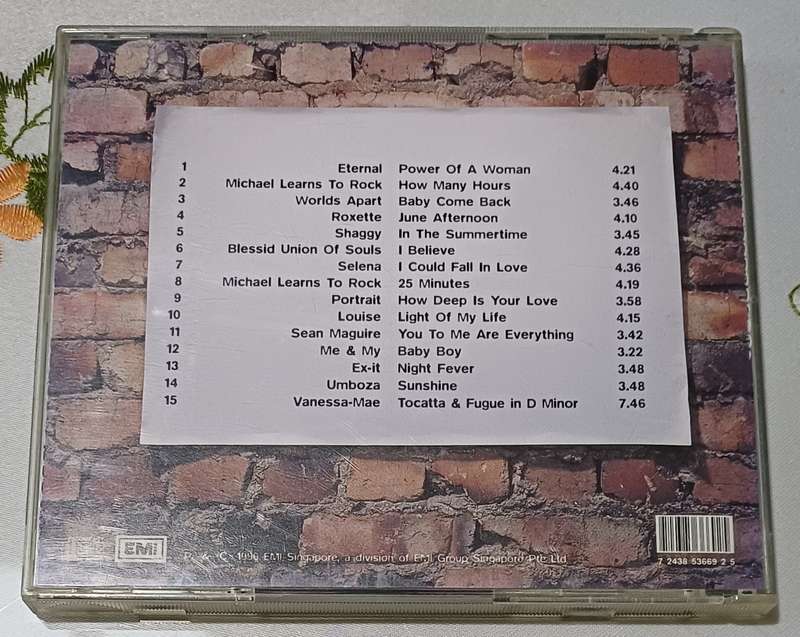 1 Eternal Power Of A Woman 4.21
2 Michael Learns To Rock How Many Hours 4.40
3 Worlds Apart Baby Come Back 3.46
4 Roxette June Afternoon 4.10
5 Shaggy In The Summertime 3.45
6 Blessid Union Of Souls I Believe 4.28
7 Selena I Could Fall In Love 4.36
8 Michael Learns To Rock 25 Minutes 4.19
9 Portrait How Deep Is Your Love 3.58
10 Louise Light Of My Life 4.15
11 Sean Maguire You To Me Are Everything 3.42
12 Me & My Baby Boy 3.22
13 Ex-it Night Fever 3.48
14 Umboza Sunshine 3.48
15 Vanessa-Mae Tocatta & Fugue in D Minor 7.46
EMI P. & C. EMI Singapore, a division of EMI Group Singapore Pte Ltd
7 2438 53669 2 5